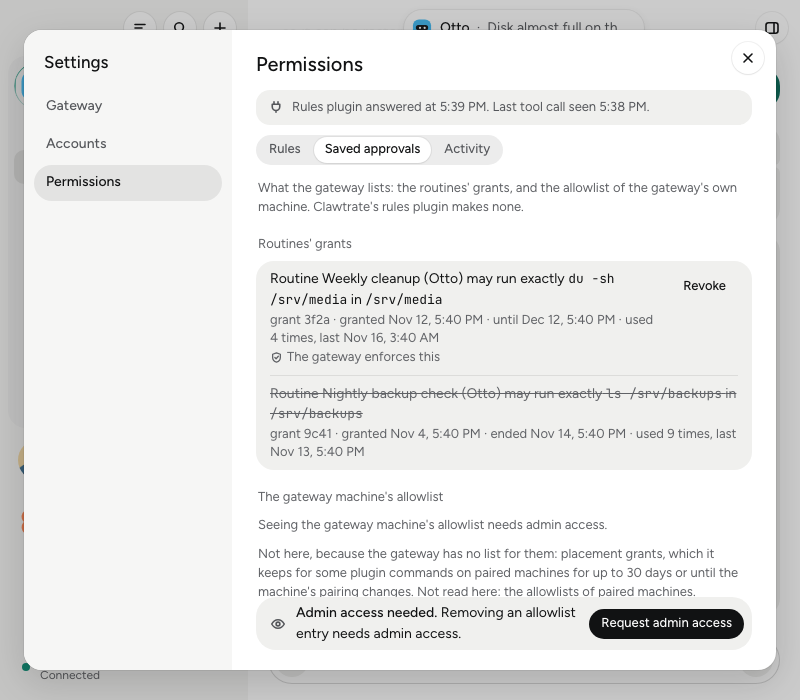 Otto · Disk almost full on th
Settings
Gateway
Accounts
Permissions
Permissions
Rules plugin answered at 5:39 PM. Last tool call seen 5:38 PM.
Rules
Saved approvals
Activity
What the gateway lists: the routines' grants, and the allowlist of the gateway's own
machine. Clawtrate's rules plugin makes none.
Routines' grants
Routine Weekly cleanup (Otto) may run exactly du -sh
/srv/media in /srv/media
Revoke
grant 3f2a · granted Nov 12, 5:40 PM · until Dec 12, 5:40 PM · used
4 times, last Nov 16, 3:40 AM
The gateway enforces this
Routine Nightly backup check (Otto) may run exactly ls /srv/backups in
/srv/backups
grant 9c41 · granted Nov 4, 5:40 PM · ended Nov 14, 5:40 PM · used 9 times, last
Nov 13, 5:40 PM
The gateway machine's allowlist
Seeing the gateway machine's allowlist needs admin access.
Not here, because the gateway has no list for them: placement grants, which it
keeps for some plugin commands on paired machines for up to 30 days or until the
machine's pairing changes. Not read here: the allowlists of paired machines.
Admin access needed. Removing an allowlist
entry needs admin access.
Request admin access
Connected